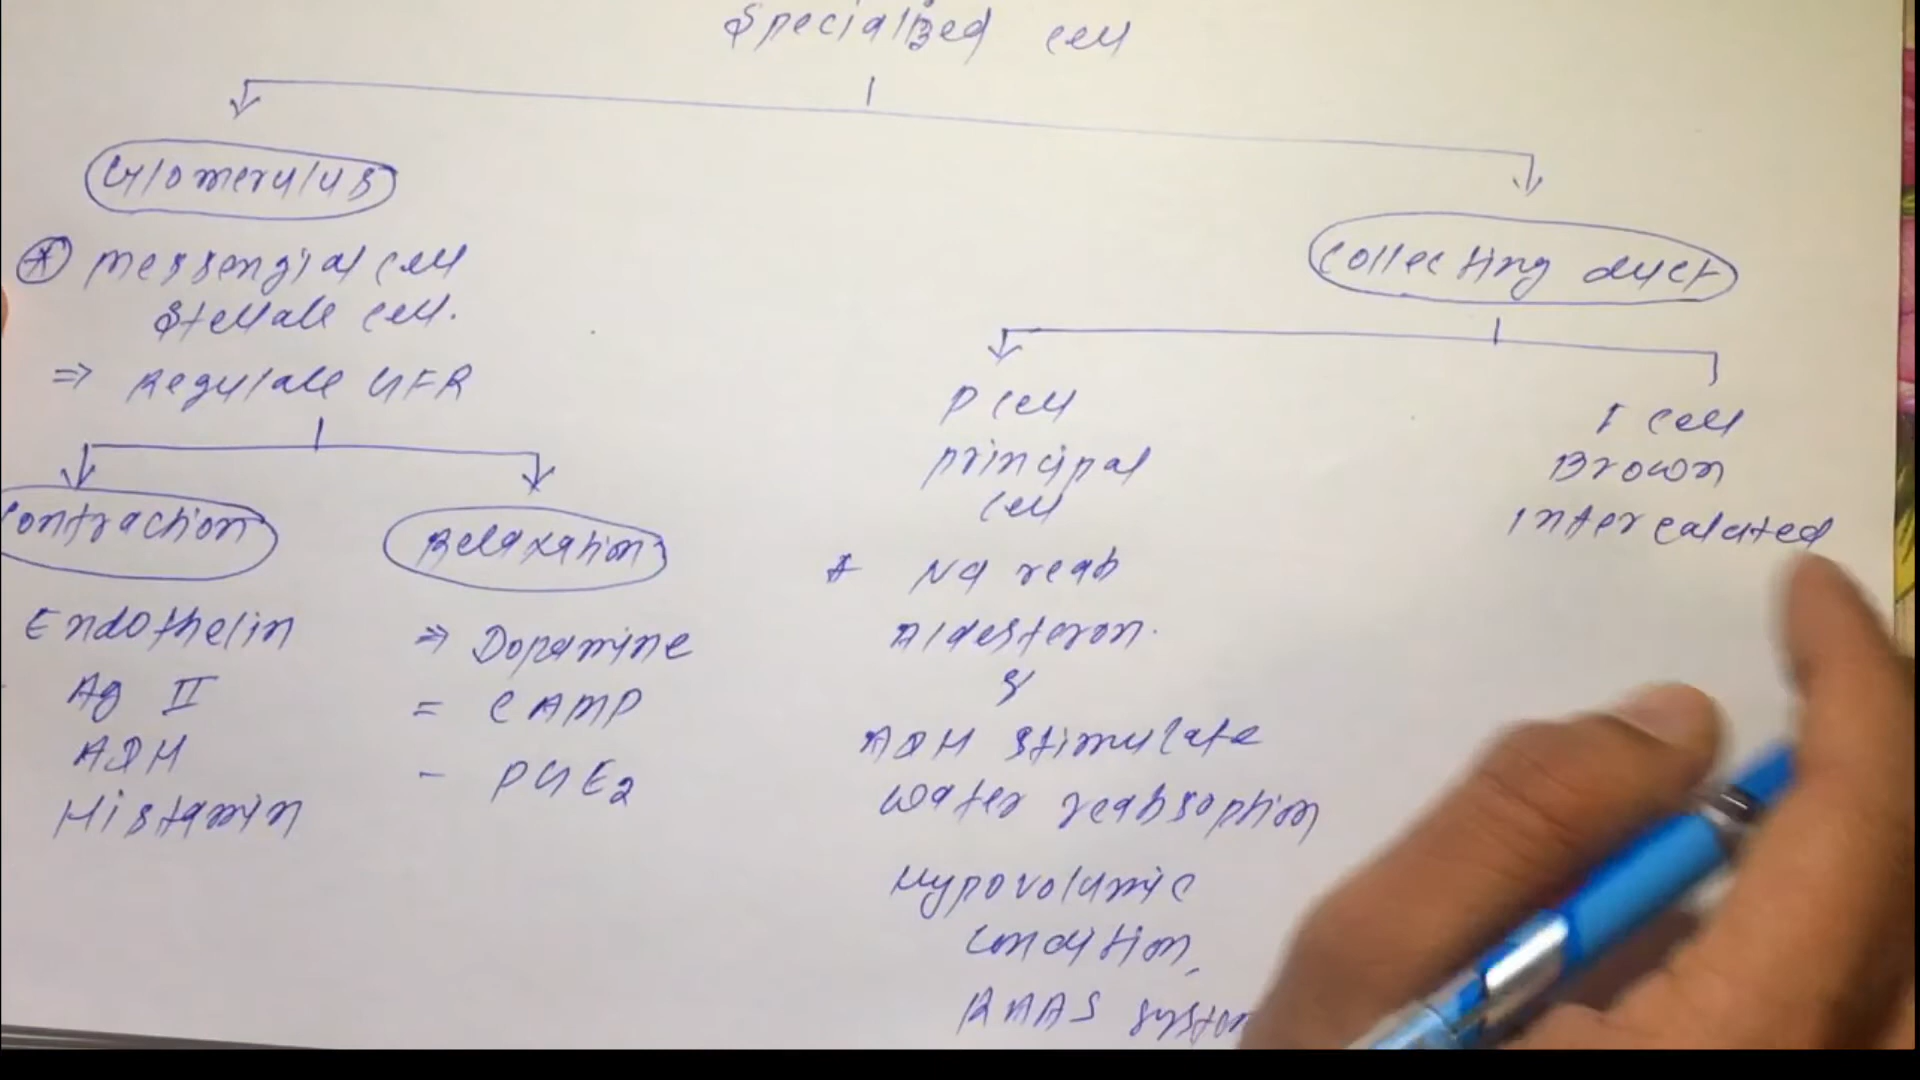 Specialized cell
Glomerulus
Messengial cell
Stellate cell.
⇒ Regulate GFR
Contraction
Endothelin
Ag II
ADH
Histamin
Relaxation
⇒ Dopamine
= CAMP
- PGE2
Collecting duct
P cell
principal
cell
* Na reab
Aldesteron.
&
ADH stimulate
water reabsoption
Hypovolumic
condition,
RAAS system
I cell
Brown
Intercalated